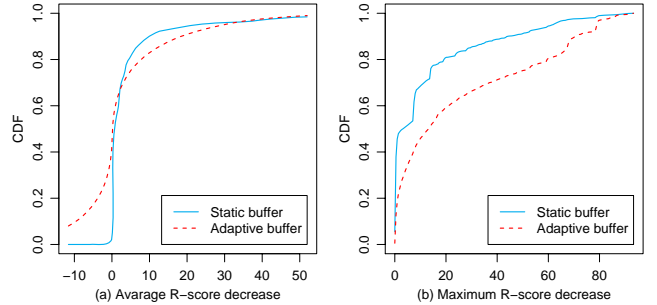 CDF
0.0 0.2 0.4 0.6 0.8 1.0
Static buffer
Adaptive buffer
−10 0 10 20 30 40 50
(a) Avarage R−score decrease
CDF
0.0 0.2 0.4 0.6 0.8 1.0
Static buffer
Adaptive buffer
0 20 40 60 80
(b) Maximum R−score decrease